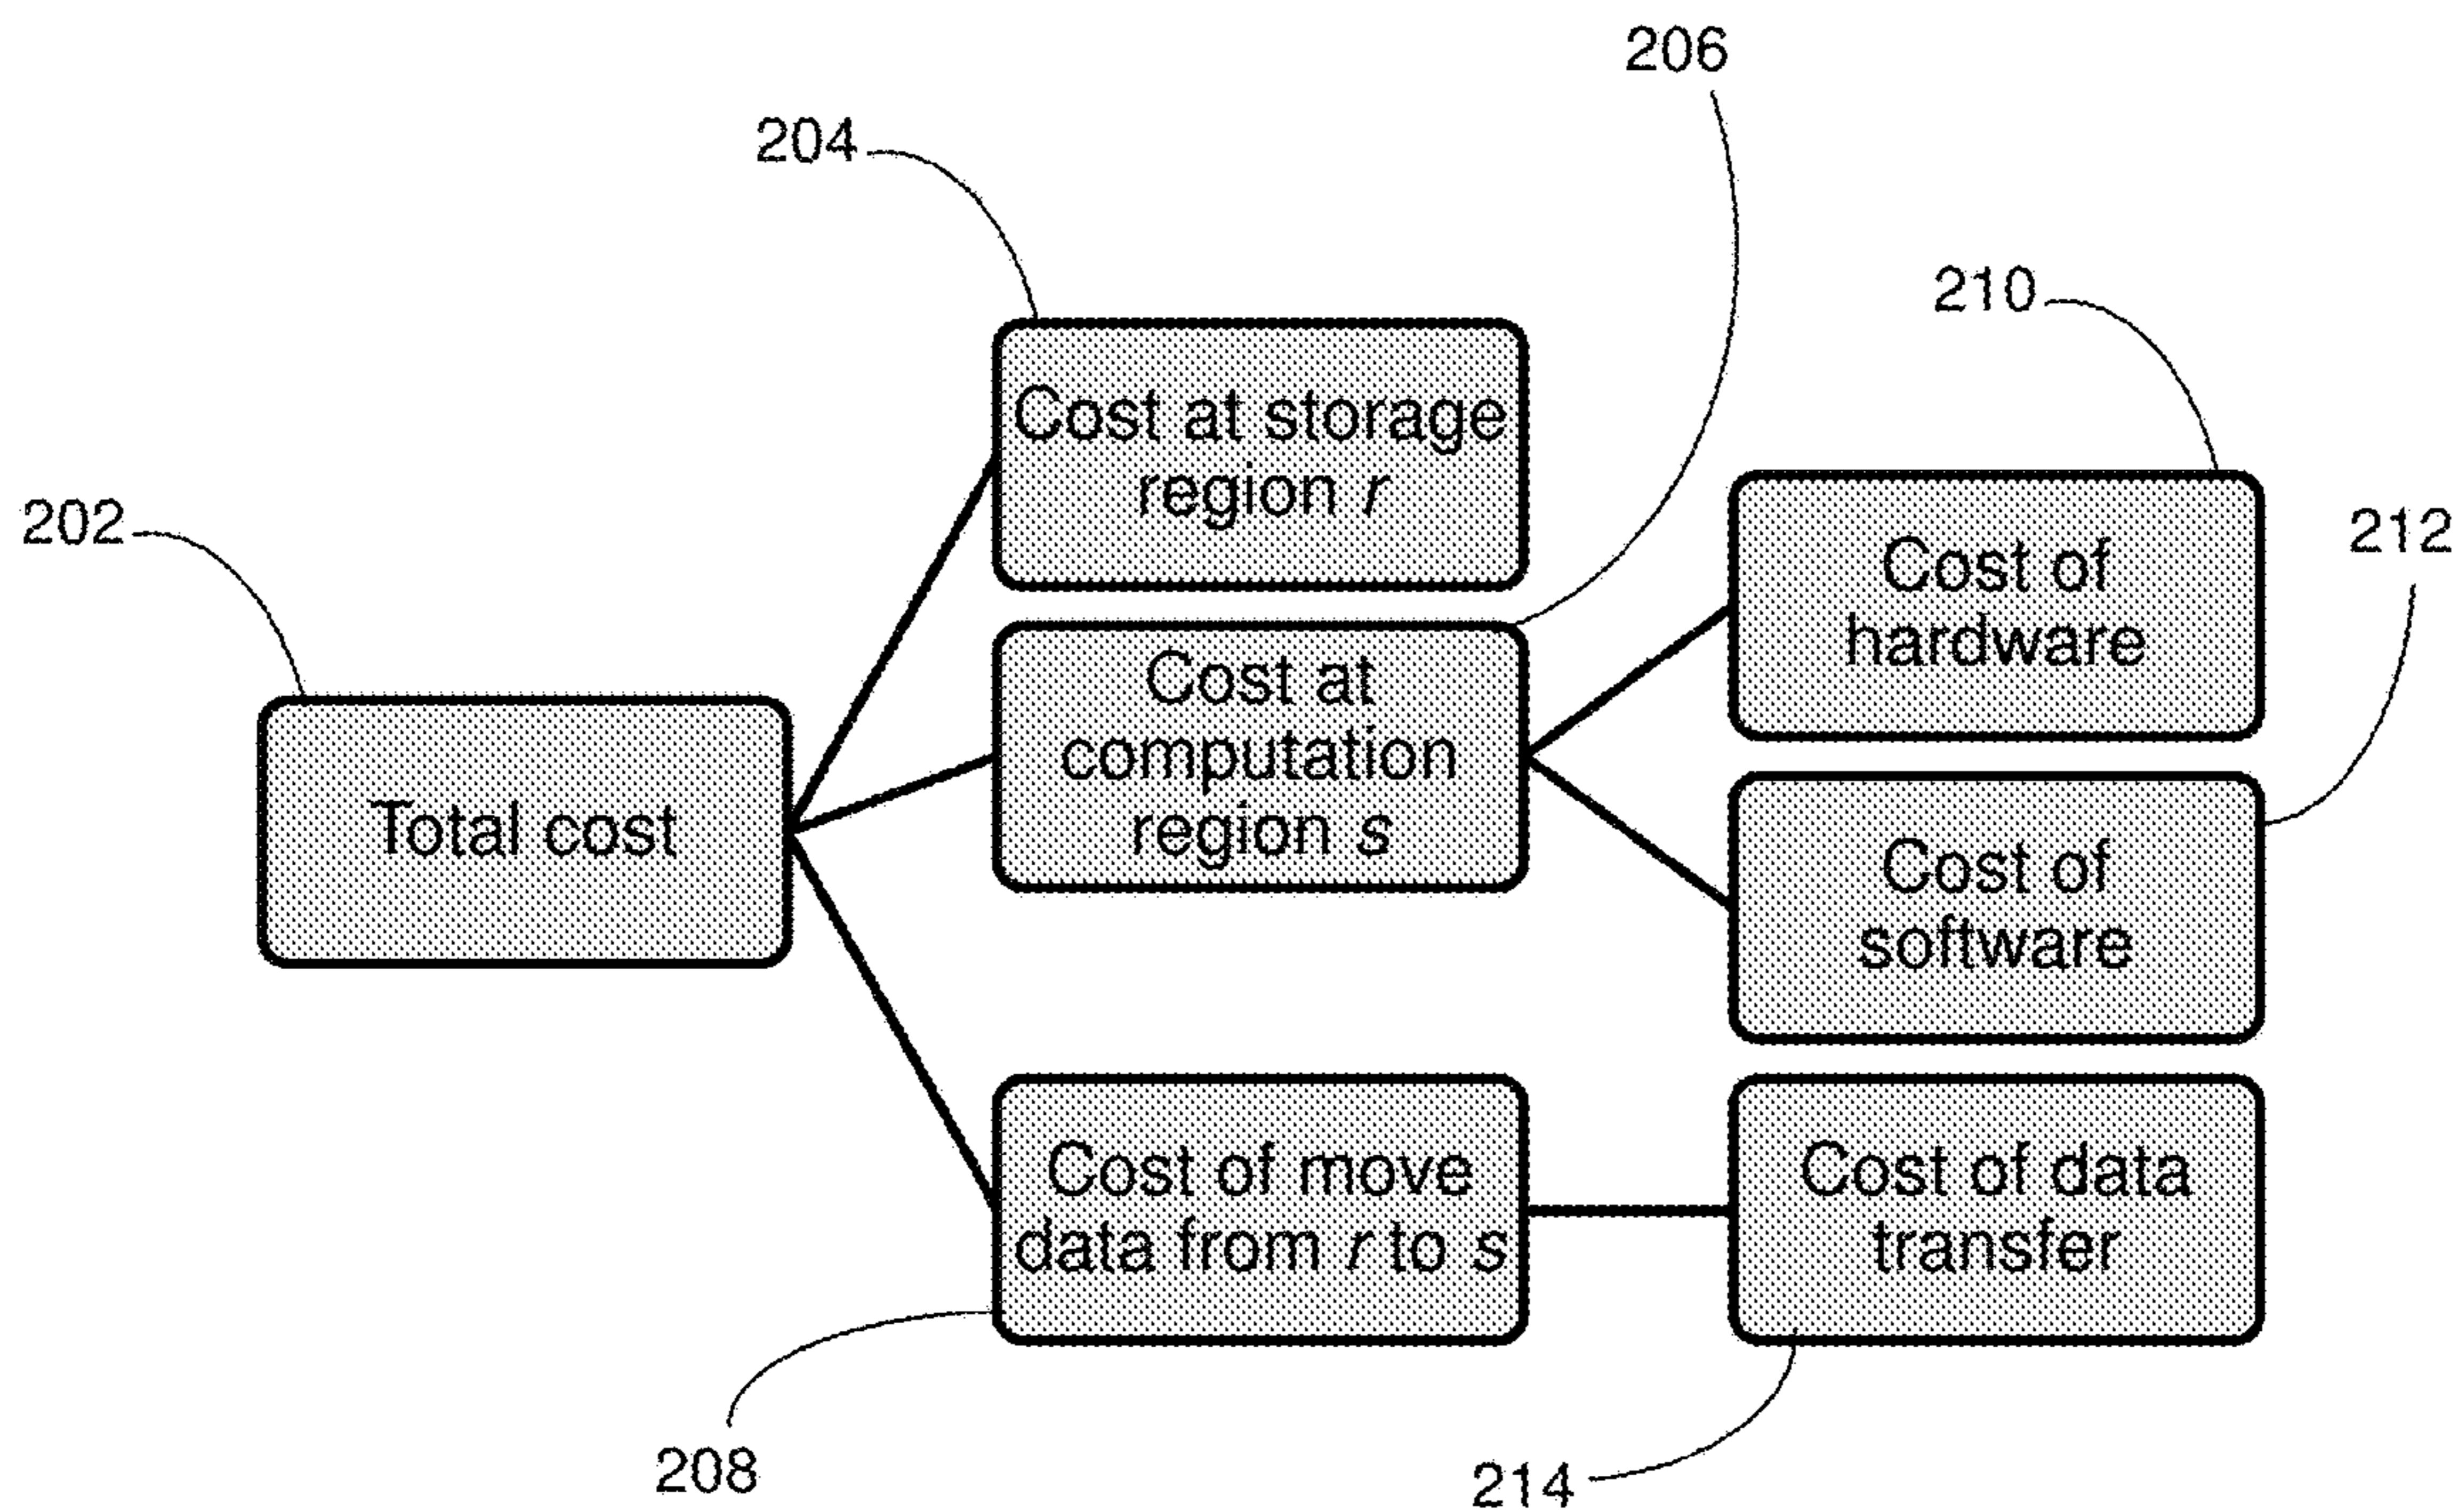 206
204
210
Cost at storage
region r
202
212
Cost of
hardware
Cost at
computation
region s
Total cost
Cost of
software
Cost of move
data from r to s
Cost of data
transfer
208
214